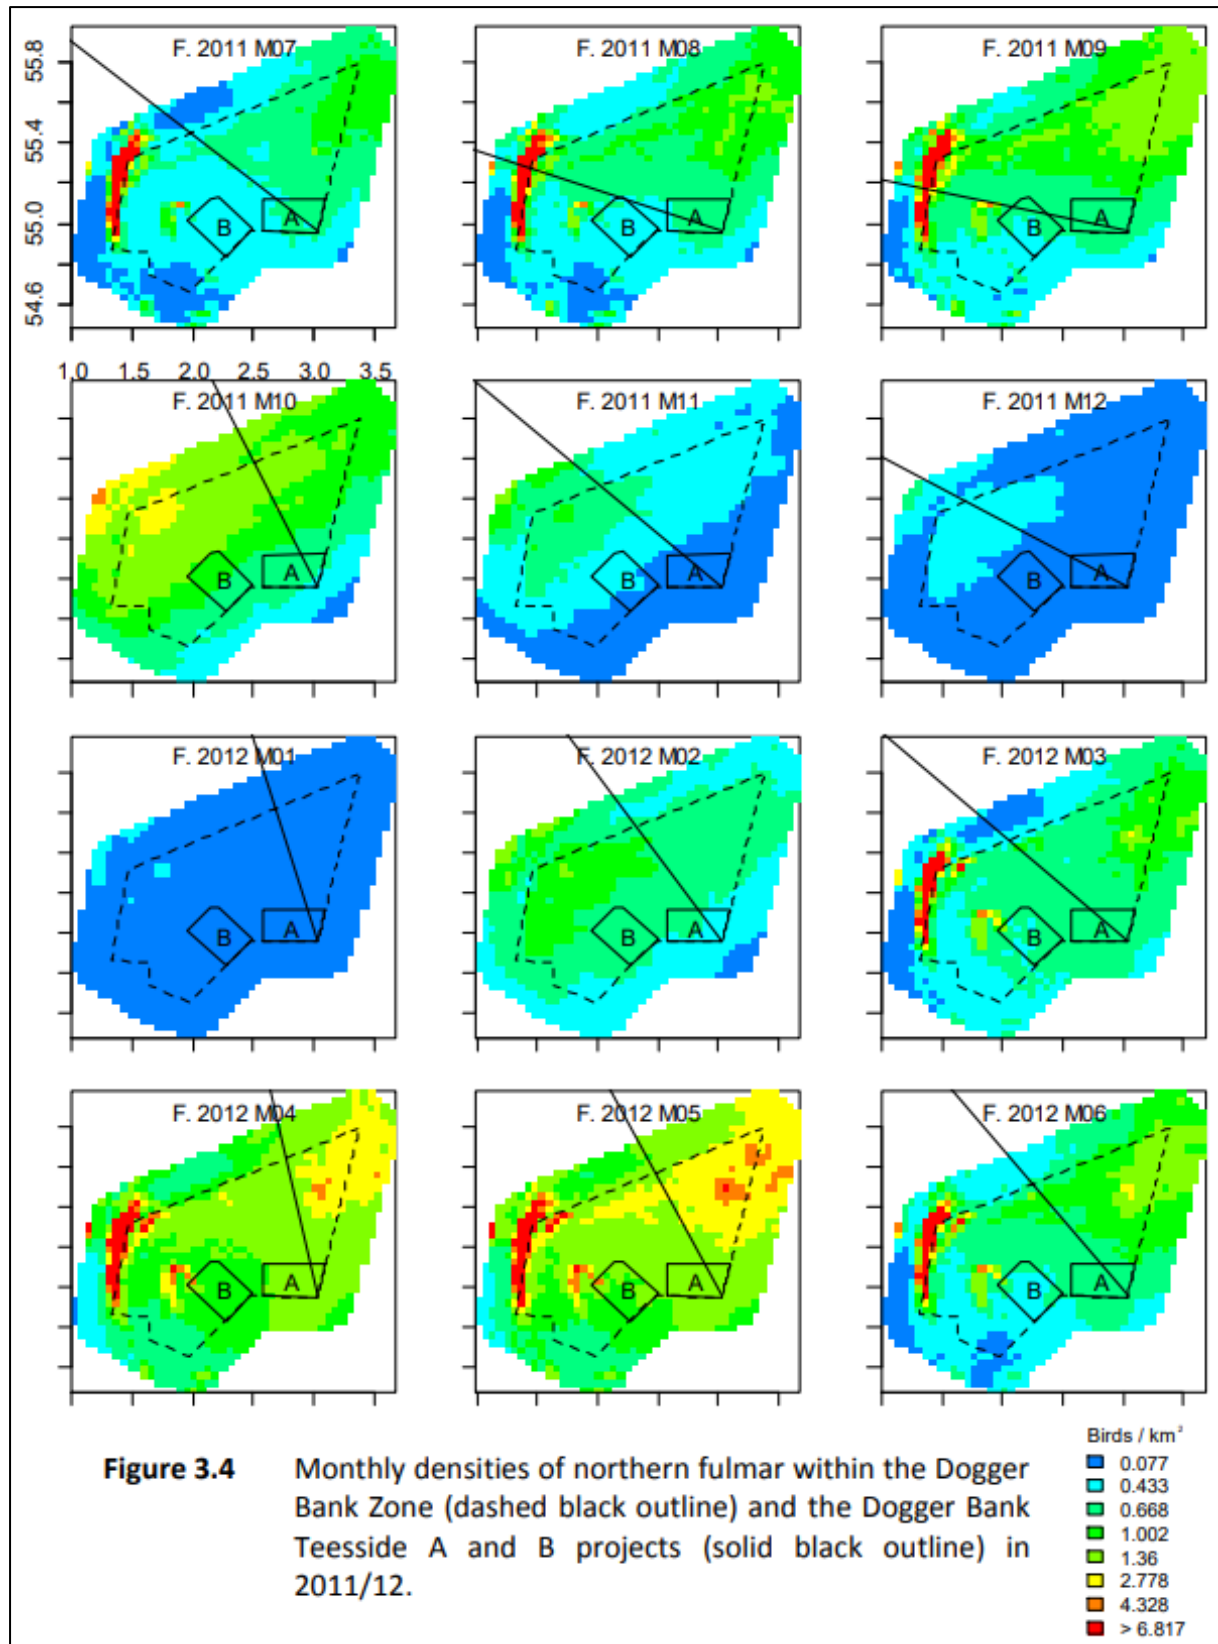 F. 2011 M07
F. 2011 M08
F. 2011 M09
55.8
55.4
55.0
54.6
B
A
B
A
B
A
1.0 1.5 2.0 2.5 3.0 3.5
F. 2011 M10
F. 2011 M11
F. 2011 M12
B
A
B
A
B
A
F. 2012 M01
F. 2012 M02
F. 2012 M03
B
A
B
A
B
A
F. 2012 M04
F. 2012 M05
F. 2012 M06
B
A
B
A
B
A
Figure 3.4 Monthly densities of northern fulmar within the Dogger
Bank Zone (dashed black outline) and the Dogger Bank
Teesside A and B projects (solid black outline) in
2011/12.
Birds / km²
0.077
0.433
0.668
1.002
1.36
2.778
4.328
> 6.817